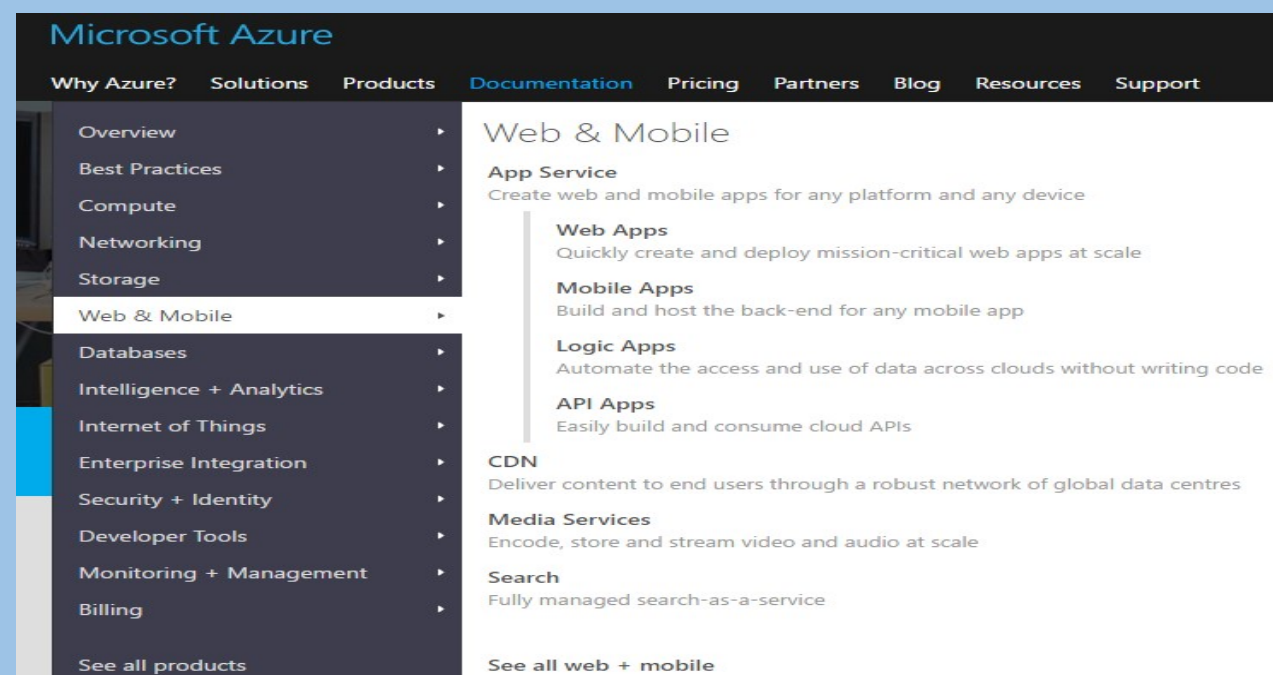 Microsoft Azure
Why Azure? Solutions Products Documentation Pricing Partners Blog Resources Support
Overview
Best Practices
Compute
Networking
Storage
Web & Mobile
Databases
Intelligence + Analytics
Internet of Things
Enterprise Integration
Security + Identity
Developer Tools
Monitoring + Management
Billing
See all products
Web & Mobile
App Service
Create web and mobile apps for any platform and any device
Web Apps
Quickly create and deploy mission-critical web apps at scale
Mobile Apps
Build and host the back-end for any mobile app
Logic Apps
Automate the access and use of data across clouds without writing code
API Apps
Easily build and consume cloud APIs
CDN
Deliver content to end users through a robust network of global data centres
Media Services
Encode, store and stream video and audio at scale
Search
Fully managed search-as-a-service
See all web + mobile